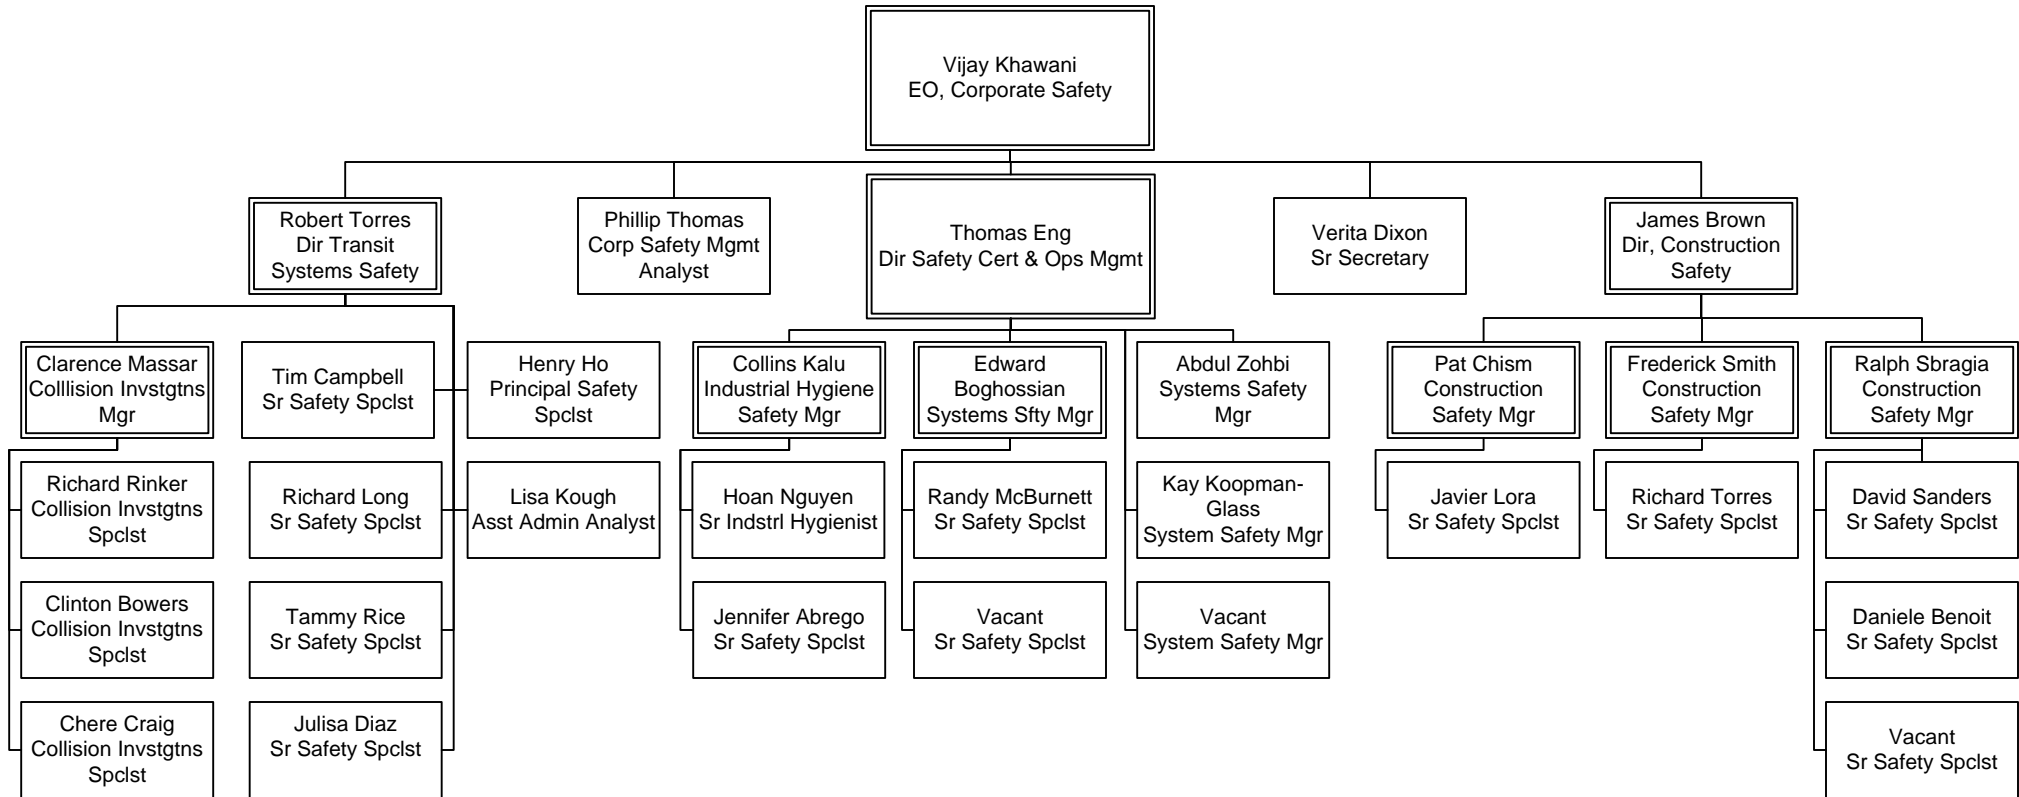 Vijay Khawani
EO, Corporate Safety
Robert Torres
Dir Transit
Systems Safety
Phillip Thomas
Corp Safety Mgmt
Analyst
Thomas Eng
Dir Safety Cert & Ops Mgmt
Verita Dixon
Sr Secretary
James Brown
Dir, Construction
Safety
Clarence Massar
Colllision Invstgtns
Mgr
Tim Campbell
Sr Safety Spclst
Henry Ho
Principal Safety
Spclst
Collins Kalu
Industrial Hygiene
Safety Mgr
Edward
Boghossian
Systems Sfty Mgr
Abdul Zohbi
Systems Safety
Mgr
Pat Chism
Construction
Safety Mgr
Frederick Smith
Construction
Safety Mgr
Ralph Sbragia
Construction
Safety Mgr
Richard Rinker
Collision Invstgtns
Spclst
Richard Long
Sr Safety Spclst
Lisa Kough
Asst Admin Analyst
Hoan Nguyen
Sr Indstrl Hygienist
Randy McBurnett
Sr Safety Spclst
Kay Koopman-
Glass
System Safety Mgr
Javier Lora
Sr Safety Spclst
Richard Torres
Sr Safety Spclst
David Sanders
Sr Safety Spclst
Clinton Bowers
Collision Invstgtns
Spclst
Tammy Rice
Sr Safety Spclst
Jennifer Abrego
Sr Safety Spclst
Vacant
Sr Safety Spclst
Vacant
System Safety Mgr
Daniele Benoit
Sr Safety Spclst
Chere Craig
Collision Invstgtns
Spclst
Julisa Diaz
Sr Safety Spclst
Vacant
Sr Safety Spclst